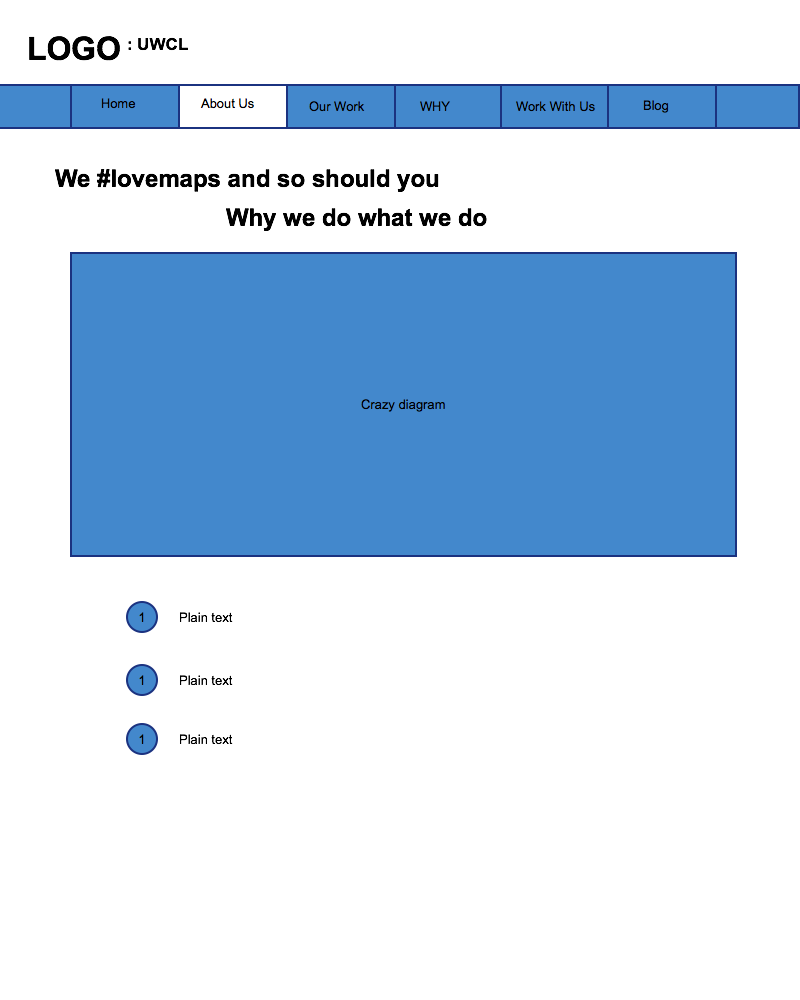 LOGO : UWCL
Home About Us Our Work WHY Work With Us Blog
We #lovemaps and so should you
Why we do what we do
Crazy diagram
1 Plain text
1 Plain text
1 Plain text